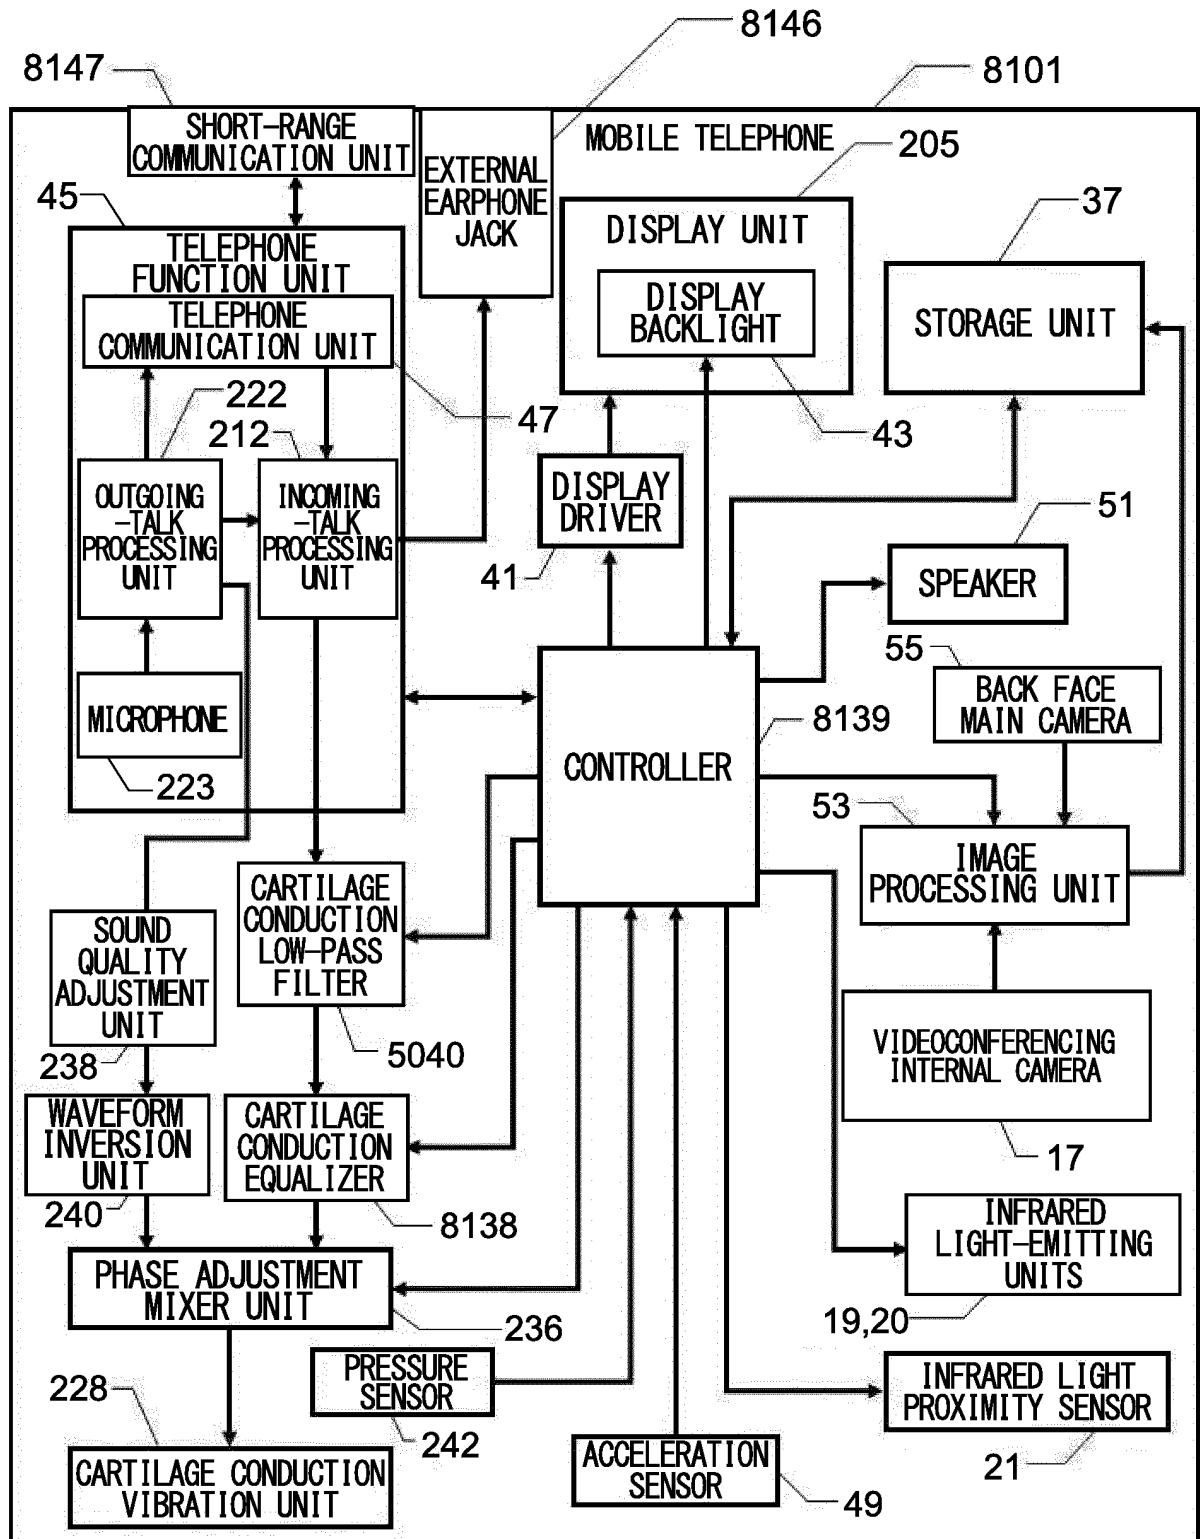 8146
8147
8101
SHORT-RANGE
COMMUNICATION UNIT
MOBILE TELEPHONE
EXTERNAL
EARPHONE
JACK
205
45
37
TELEPHONE
FUNCTION UNIT
DISPLAY UNIT
TELEPHONE
COMMUNICATION UNIT
DISPLAY
BACKLIGHT
STORAGE UNIT
222
47
43
212
OUTGOING
-TALK
PROCESSING
UNIT
INCOMING
-TALK
PROCESSING
UNIT
DISPLAY
DRIVER
51
41
SPEAKER
55
MICROPHONE
BACK FACE
MAIN CAMERA
8139
CONTROLLER
223
53
IMAGE
PROCESSING UNIT
CARTILAGE
CONDUCTION
LOW-PASS
FILTER
SOUND
QUALITY
ADJUSTMENT
UNIT
238
5040
VIDEOCONFERENCING
INTERNAL CAMERA
WAVEFORM
INVERSION
UNIT
CARTILAGE
CONDUCTION
EQUALIZER
17
240
8138
INFRARED
LIGHT-EMITTING
UNITS
PHASE ADJUSTMENT
MIXER UNIT
236
19,20
PRESSURE
SENSOR
INFRARED LIGHT
PROXIMITY SENSOR
228
242
21
CARTILAGE CONDUCTION
VIBRATION UNIT
ACCELERATION
SENSOR
49